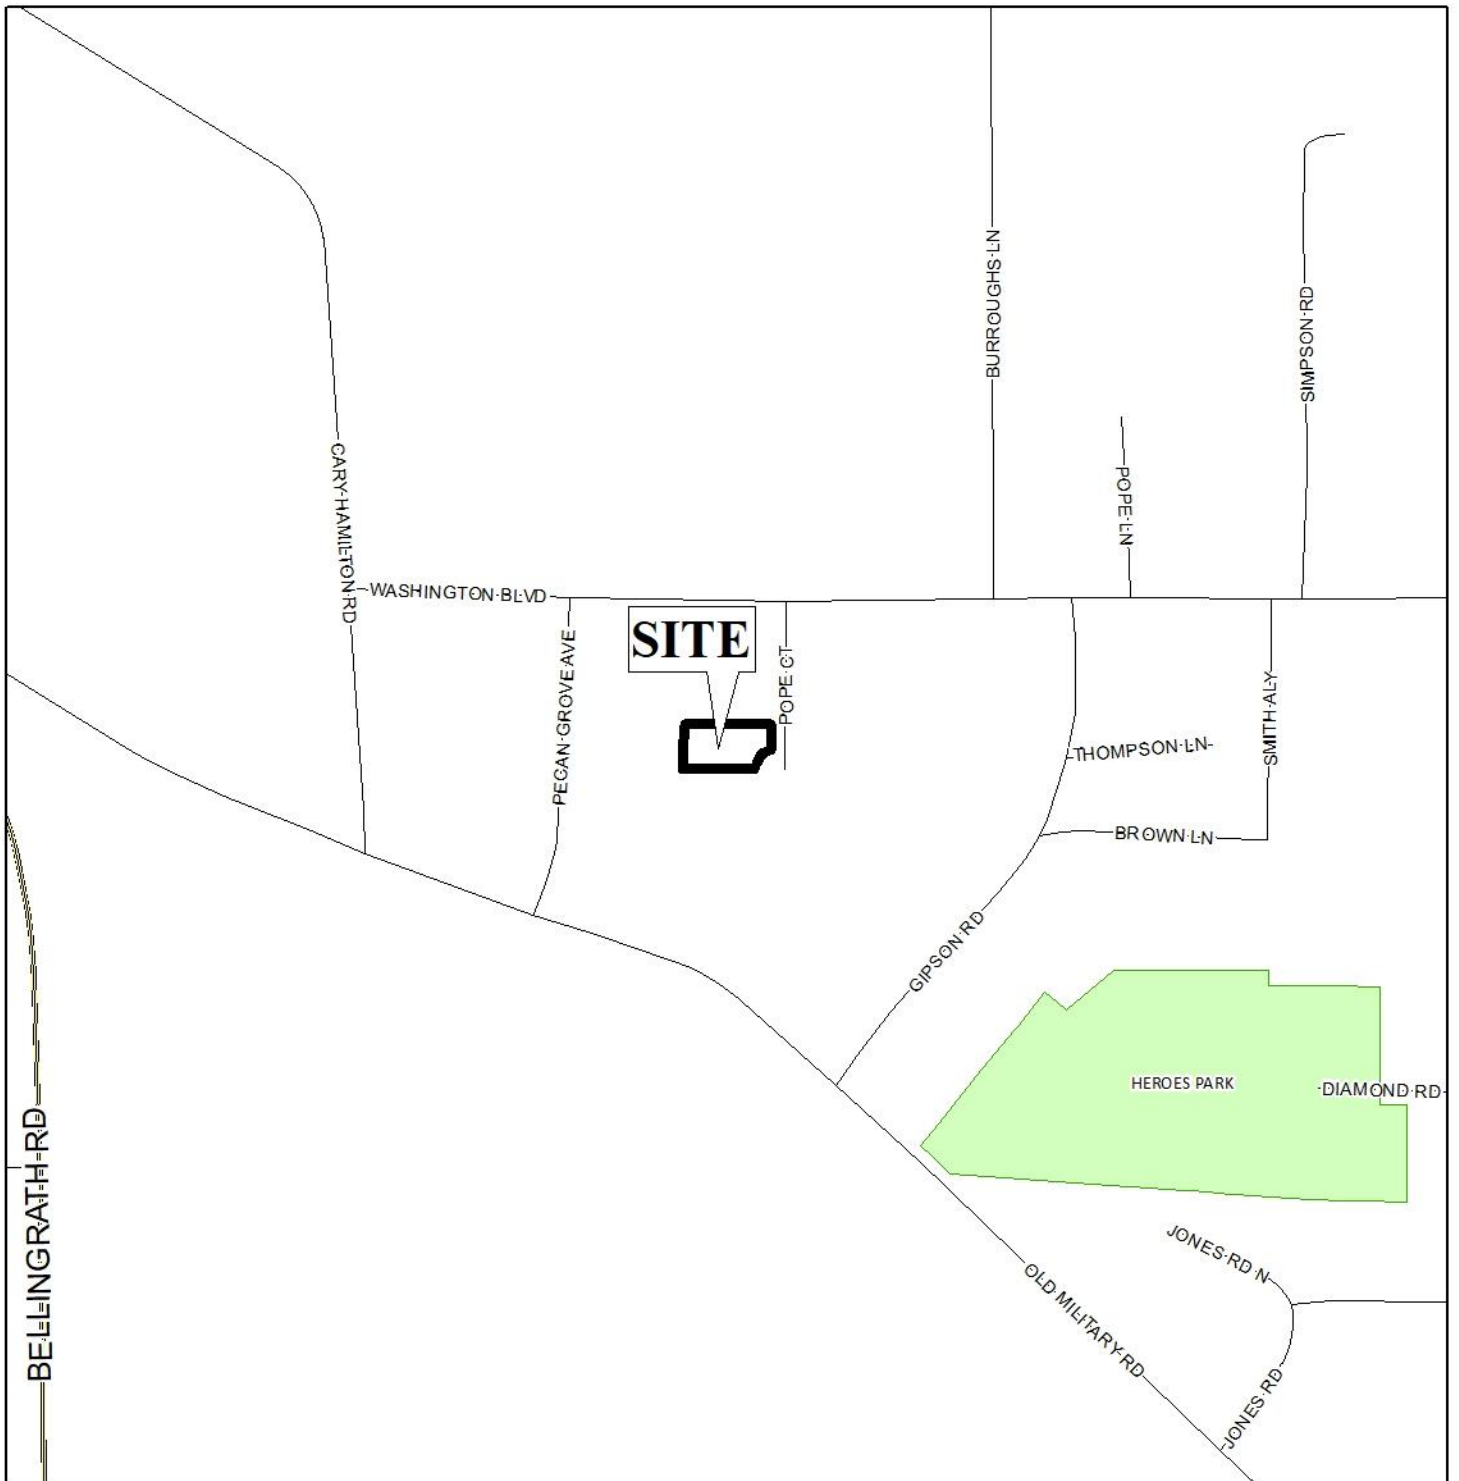 BURROUGHS LN
SIMPSON RD
CARY HAMILTON RD
POPE LN
WASHINGTON BLVD
SITE
PECAN GROVE AVE
POPE CT
SMITH ALY
THOMPSON LN
BROWN LN
GIPSON RD
HEROES PARK
DIAMOND RD
BELLINGRATH RD
JONES RD N
OLD MILITARY RD
JONES RD